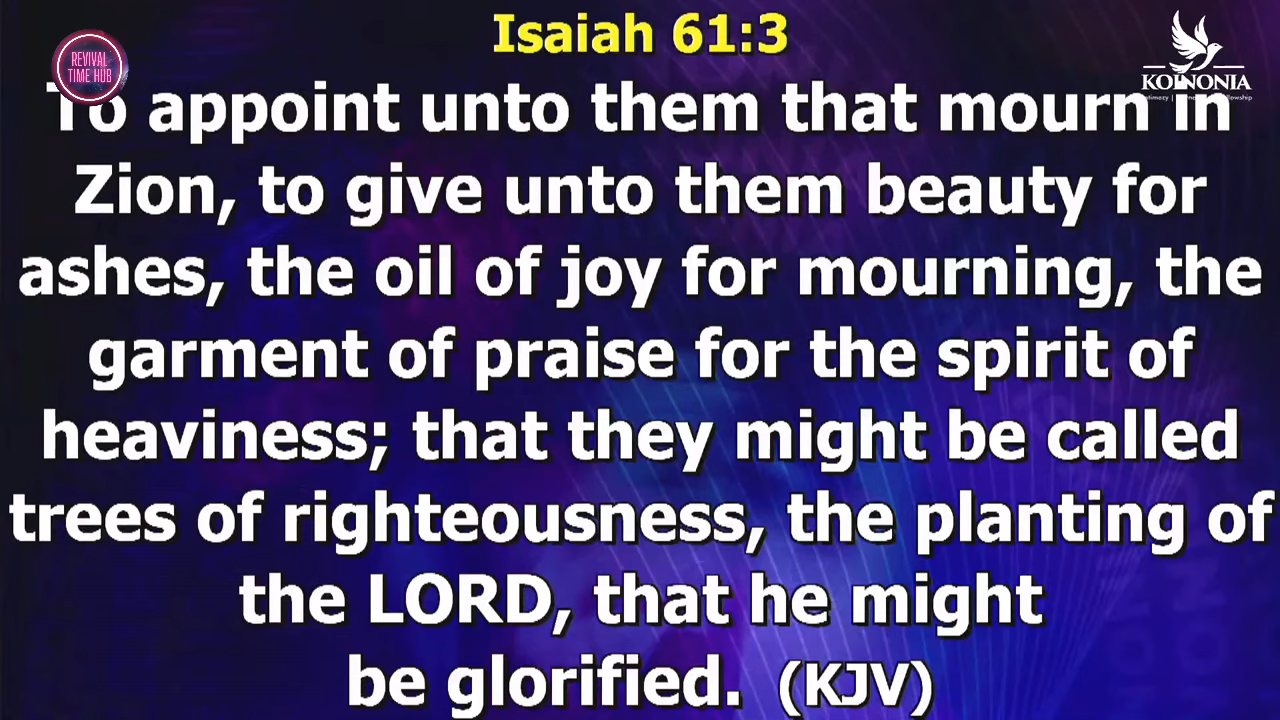 Isaiah 61:3
REVIVAL
TIME HUB
KOINONIA
To appoint unto them that mourn in
Zion, to give unto them beauty for
ashes, the oil of joy for mourning, the
garment of praise for the spirit of
heaviness; that they might be called
trees of righteousness, the planting of
the LORD, that he might
be glorified. (KJV)